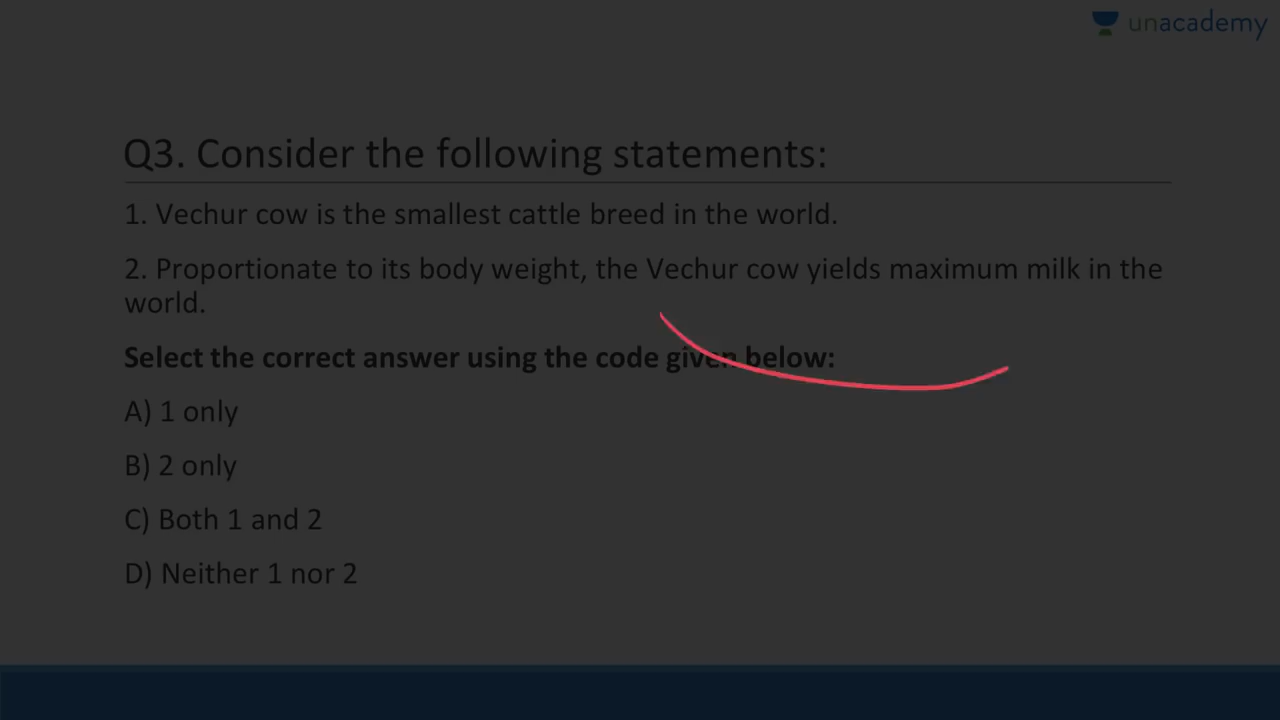 unacademy
Q3. Consider the following statements:
1. Vechur cow is the smallest cattle breed in the world.
2. Proportionate to its body weight, the Vechur cow yields maximum milk in the
world.
Select the correct answer using the code given below:
A) 1 only
B) 2 only
C) Both 1 and 2
D) Neither 1 nor 2